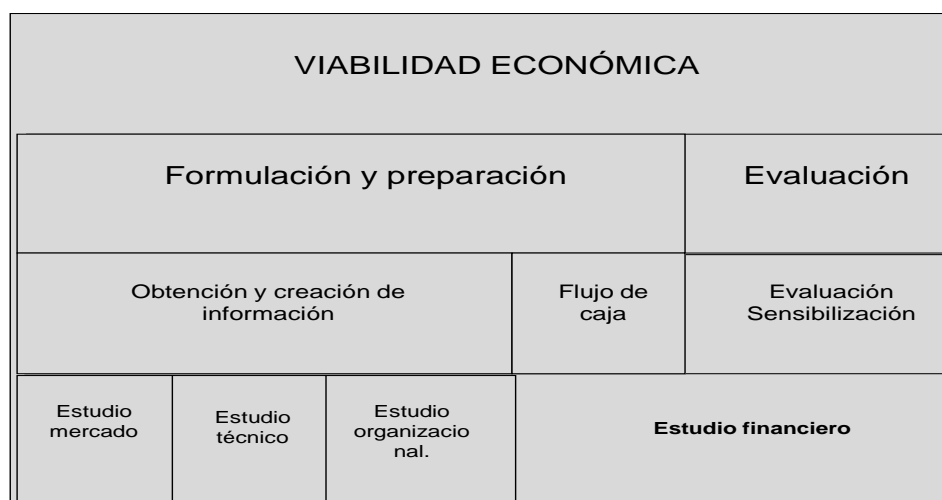 VIABILIDAD ECONÓMICA
Formulación y preparación
Evaluación
Obtención y creación de
información
Flujo de
caja
Evaluación
Sensibilización
Estudio
mercado
Estudio
técnico
Estudio
organizacio
nal.
Estudio financiero